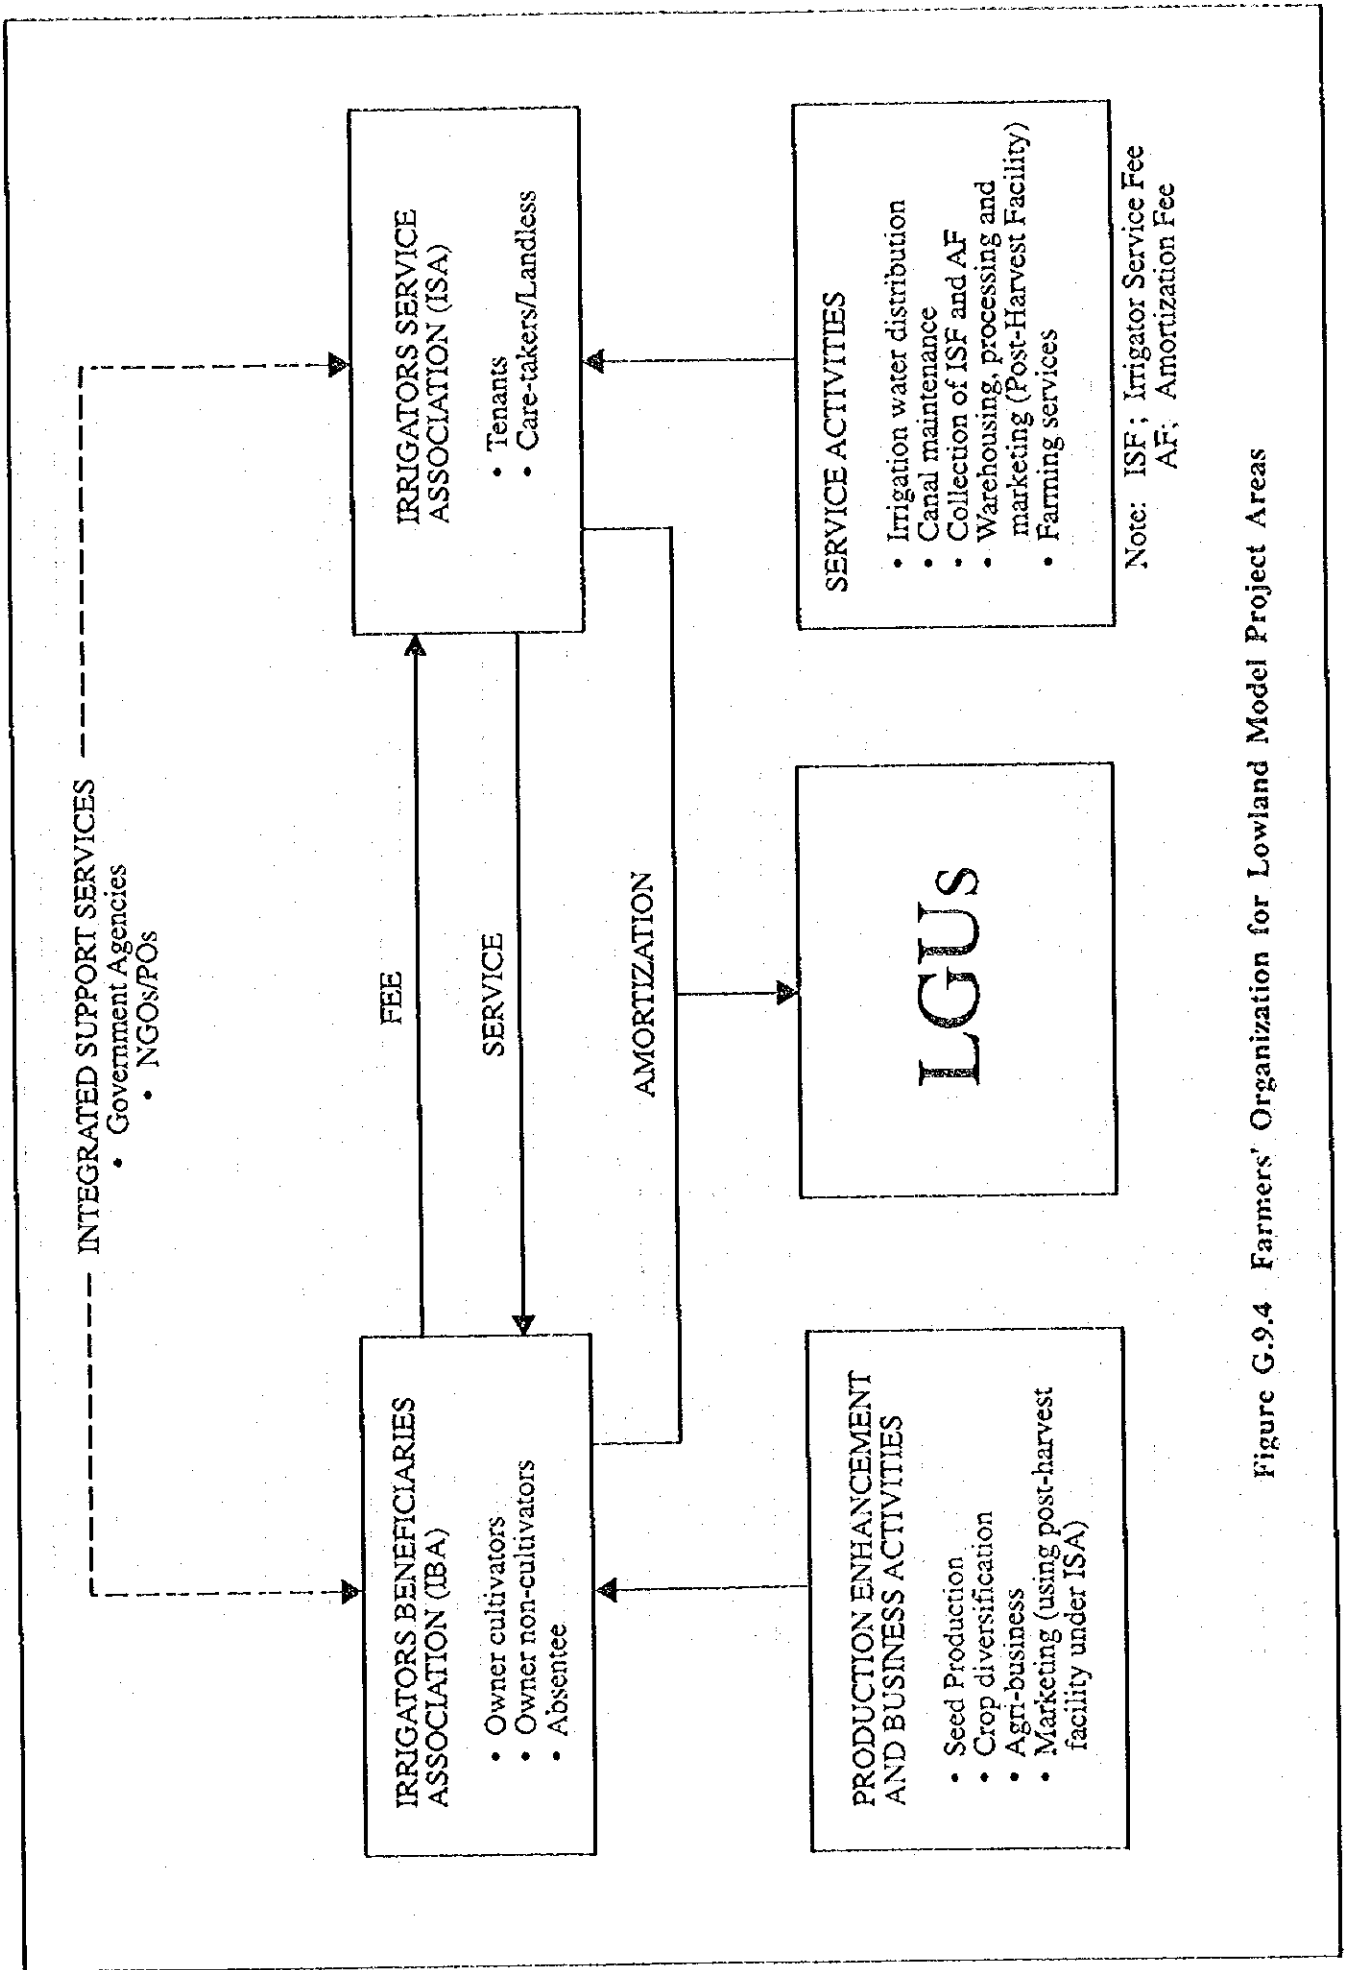 INTEGRATED SUPPORT SERVICES
• Government Agencies
• NGOs/POs
IRRIGATORS BENEFICIARIES
ASSOCIATION (IBA)
• Owner cultivators
• Owner non-cultivators
• Absentee
FEE
SERVICE
AMORTIZATION
IRRIGATORS SERVICE
ASSOCIATION (ISA)
• Tenants
• Care-takers/Landless
PRODUCTION ENHANCEMENT
AND BUSINESS ACTIVITIES
• Seed Production
• Crop diversification
• Agri-business
• Marketing (using post-harvest
facility under ISA)
LGUs
SERVICE ACTIVITIES
• Irrigation water distribution
• Canal maintenance
• Collection of ISF and AF
• Warehousing, processing and
marketing (Post-Harvest Facility)
• Farming services
Note: ISF; Irrigator Service Fee
AF; Amortization Fee
Figure G.9.4 Farmers' Organization for Lowland Model Project Areas